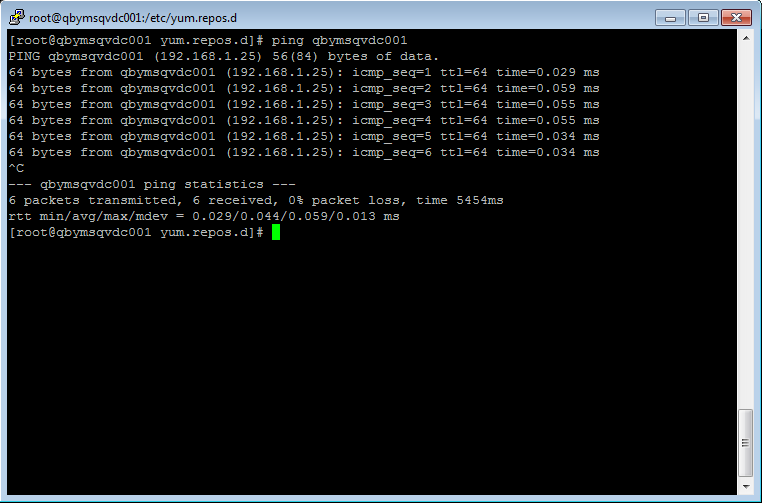 root@qbymsqvdc001:/etc/yum.repos.d
[root@qbymsqvdc001 yum.repos.d]# ping qbymsqvdc001
PING qbymsqvdc001 (192.168.1.25) 56(84) bytes of data.
64 bytes from qbymsqvdc001 (192.168.1.25): icmp_seq=1 ttl=64 time=0.029 ms
64 bytes from qbymsqvdc001 (192.168.1.25): icmp_seq=2 ttl=64 time=0.059 ms
64 bytes from qbymsqvdc001 (192.168.1.25): icmp_seq=3 ttl=64 time=0.055 ms
64 bytes from qbymsqvdc001 (192.168.1.25): icmp_seq=4 ttl=64 time=0.055 ms
64 bytes from qbymsqvdc001 (192.168.1.25): icmp_seq=5 ttl=64 time=0.034 ms
64 bytes from qbymsqvdc001 (192.168.1.25): icmp_seq=6 ttl=64 time=0.034 ms
^C
--- qbymsqvdc001 ping statistics ---
6 packets transmitted, 6 received, 0% packet loss, time 5454ms
rtt min/avg/max/mdev = 0.029/0.044/0.059/0.013 ms
[root@qbymsqvdc001 yum.repos.d]#